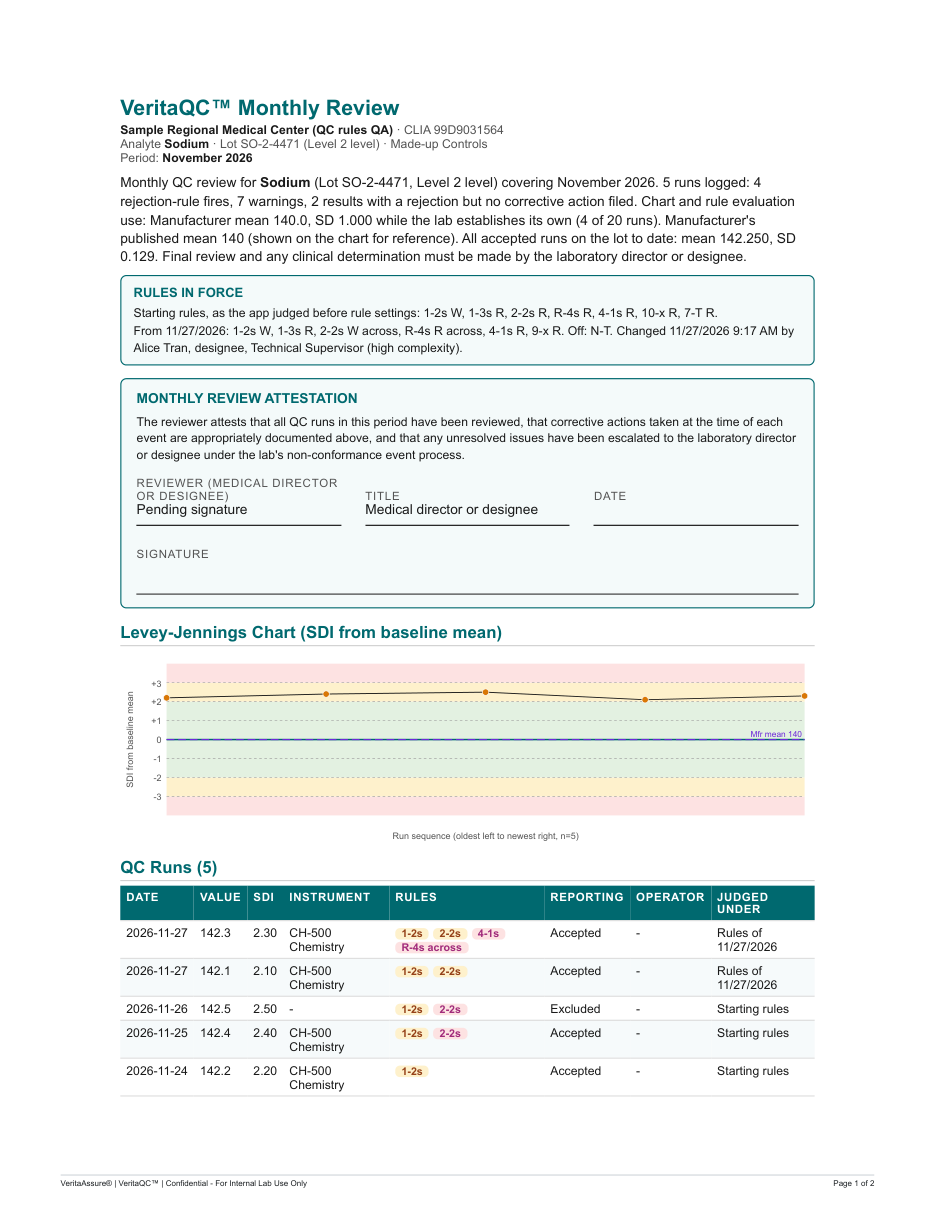 VeritaQC™ Monthly Review
Sample Regional Medical Center (QC rules QA) · CLIA 99D9031564
Analyte Sodium · Lot SO-2-4471 (Level 2 level) · Made-up Controls
Period: November 2026
Monthly QC review for Sodium (Lot SO-2-4471, Level 2 level) covering November 2026. 5 runs logged: 4
rejection-rule fires, 7 warnings, 2 results with a rejection but no corrective action filed. Chart and rule evaluation
use: Manufacturer mean 140.0, SD 1.000 while the lab establishes its own (4 of 20 runs). Manufacturer's
published mean 140 (shown on the chart for reference). All accepted runs on the lot to date: mean 142.250, SD
0.129. Final review and any clinical determination must be made by the laboratory director or designee.
RULES IN FORCE
Starting rules, as the app judged before rule settings: 1-2s W, 1-3s R, 2-2s R, R-4s R, 4-1s R, 10-x R, 7-T R.
From 11/27/2026: 1-2s W, 1-3s R, 2-2s W across, R-4s R across, 4-1s R, 9-x R. Off: N-T. Changed 11/27/2026 9:17 AM by
Alice Tran, designee, Technical Supervisor (high complexity).
MONTHLY REVIEW ATTESTATION
The reviewer attests that all QC runs in this period have been reviewed, that corrective actions taken at the time of each
event are appropriately documented above, and that any unresolved issues have been escalated to the laboratory director
or designee under the lab's non-conformance event process.
REVIEWER (MEDICAL DIRECTOR
OR DESIGNEE) TITLE DATE
Pending signature Medical director or designee
SIGNATURE
Levey-Jennings Chart (SDI from baseline mean)
SDI from baseline mean
+3
+2
+1
0
-1
-2
-3
Mfr mean 140
Run sequence (oldest left to newest right, n=5)
QC Runs (5)
DATE VALUE SDI INSTRUMENT RULES REPORTING OPERATOR JUDGED
UNDER
2026-11-27 142.3 2.30 CH-500 1-2s 2-2s 4-1s Accepted - Rules of
Chemistry R-4s across 11/27/2026
2026-11-27 142.1 2.10 CH-500 1-2s 2-2s Accepted - Rules of
Chemistry 11/27/2026
2026-11-26 142.5 2.50 - 1-2s 2-2s Excluded - Starting rules
2026-11-25 142.4 2.40 CH-500 1-2s 2-2s Accepted - Starting rules
Chemistry
2026-11-24 142.2 2.20 CH-500 1-2s Accepted - Starting rules
Chemistry
VeritaAssure® | VeritaQC™ | Confidential - For Internal Lab Use Only Page 1 of 2